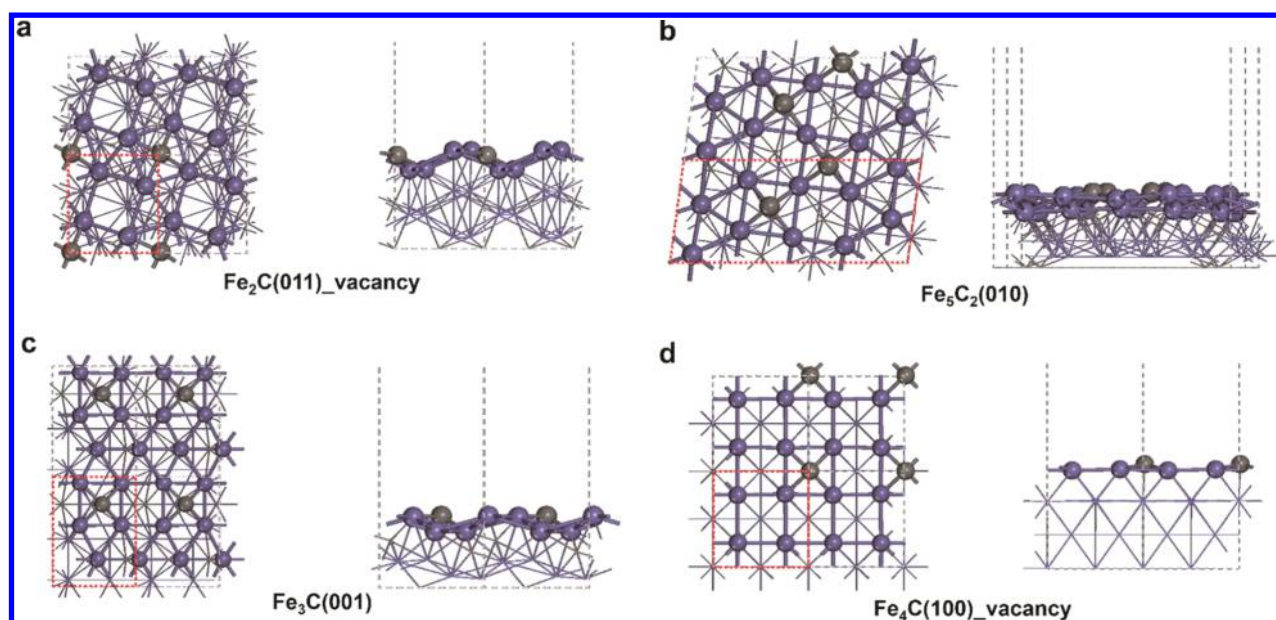 a
b
Fe₂C(011)_vacancy
Fe₅C₂(010)
c
d
Fe₃C(001)
Fe₄C(100)_vacancy